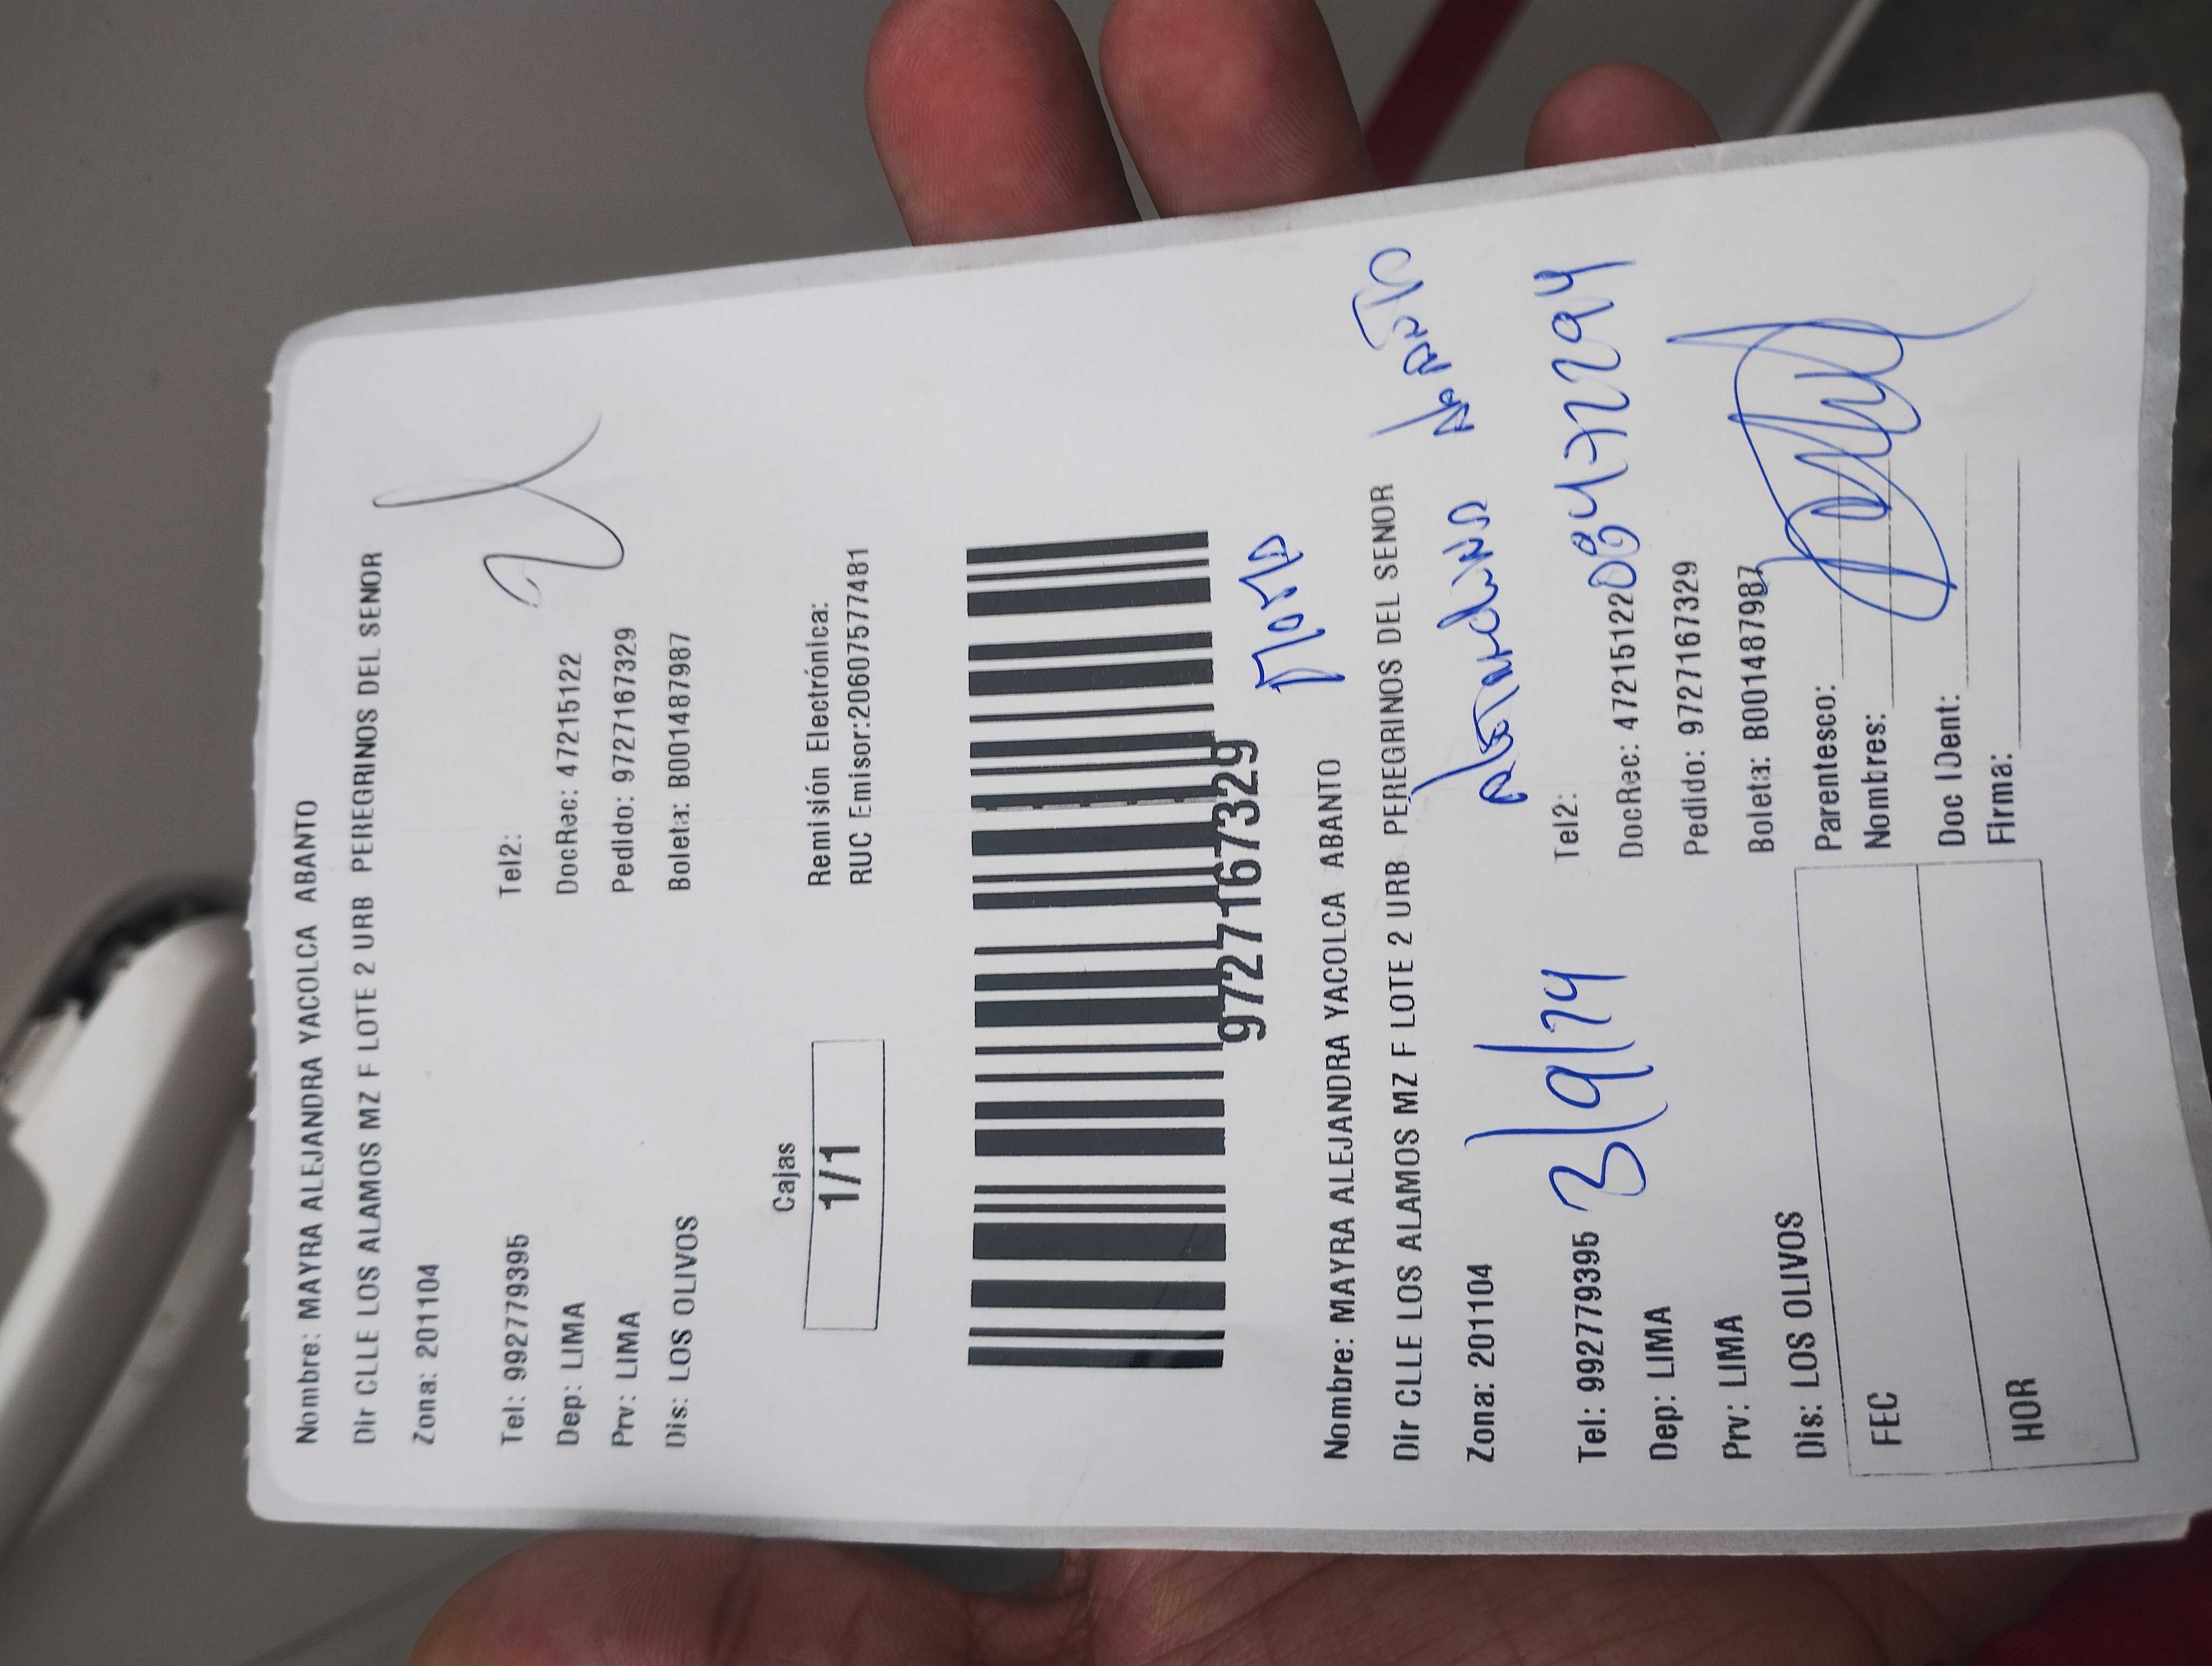 Nombre: MAYRA ALEJANDRA YACOLCA  ABANTO
Dir CLLE LOS ALAMOS MZ F LOTE 2 URB  PEREGRINOS DEL SENOR
Zona: 201104
Tel: 992779395 Tel2:
Dep: LIMA DocRec: 47215122
Prv: LIMA Pedido: 9727167329
Dis: LOS OLIVOS Boleta: B001487987
Cajas
1/1
Remisión Electrónica:
RUC Emisor:20607577481
9727167329
Nombre: MAYRA ALEJANDRA YACOLCA  ABANTO
Dir CLLE LOS ALAMOS MZ F LOTE 2 URB  PEREGRINOS DEL SENOR
Abanto
Zona: 201104
Tel: 992779395 Tel2:
Dep: LIMA DocRec: 47215122
08472294
Prv: LIMA Pedido: 9727167329
Dis: LOS OLIVOS Boleta: B001487987
FEC Parentesco:
Nombres:
HOR Doc IDent:
Firma: